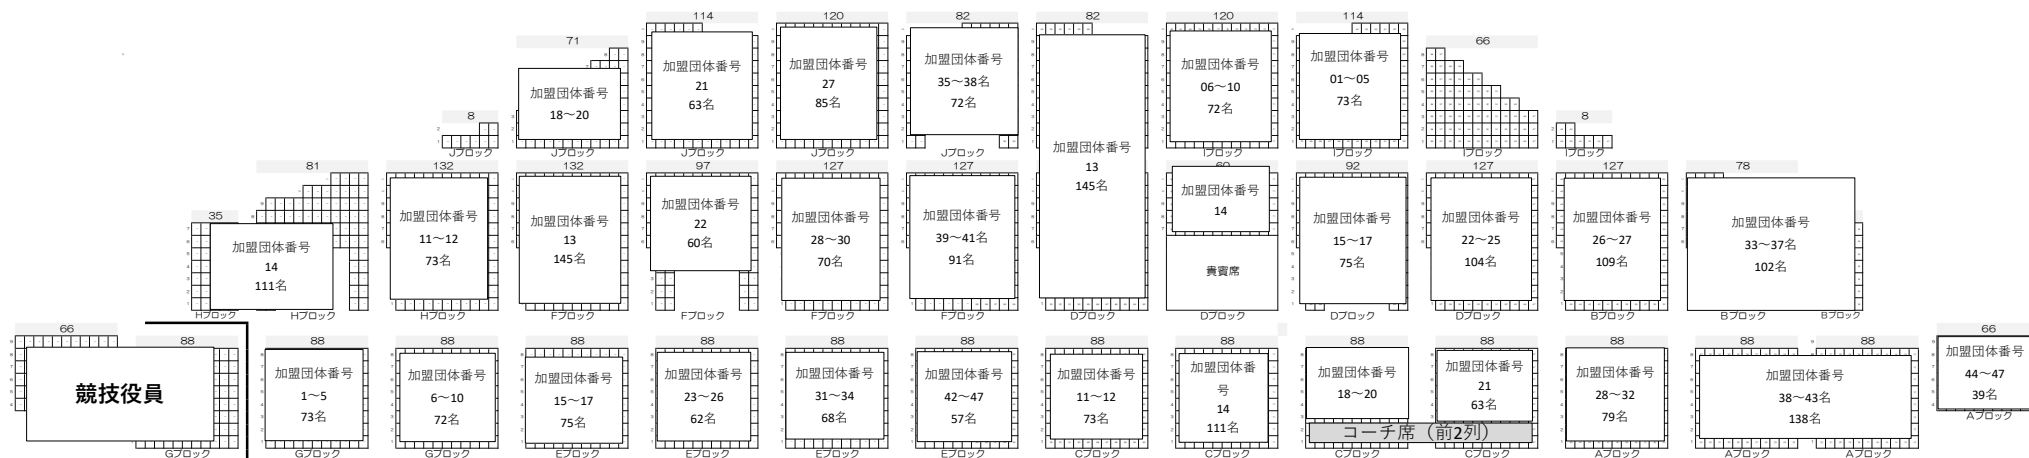 114
120
82
82
120
114
71
66
加盟団体番号
21
63名
加盟団体番号
27
85名
加盟団体番号
35～38名
72名
加盟団体番号
13
145名
加盟団体番号
06～10
72名
加盟団体番号
01～05
73名
加盟団体番号
18～20
8
8
Jブロック
Jブロック
Jブロック
Jブロック
Jブロック
Iブロック
Iブロック
Iブロック
Iブロック
81
132
132
97
127
127
60
92
127
127
78
35
加盟団体番号
14
111名
加盟団体番号
11～12
73名
加盟団体番号
13
145名
加盟団体番号
22
60名
加盟団体番号
28～30
70名
加盟団体番号
39～41名
91名
加盟団体番号
14
貴賓席
加盟団体番号
15～17
75名
加盟団体番号
22～25
104名
加盟団体番号
26～27
109名
加盟団体番号
33～37名
102名
Hブロック
Hブロック
Hブロック
Fブロック
Fブロック
Fブロック
Fブロック
Dブロック
Dブロック
Dブロック
Dブロック
Bブロック
Bブロック
Bブロック
66
88
88
88
88
88
88
88
88
88
88
88
88
88
88
66
競技役員
加盟団体番号
1～5
73名
加盟団体番号
6～10
72名
加盟団体番号
15～17
75名
加盟団体番号
23～26
62名
加盟団体番号
31～34
68名
加盟団体番号
42～47
57名
加盟団体番号
11～12
73名
加盟団体番
号
14
111名
加盟団体番号
18～20
加盟団体番号
21
63名
コーチ席（前2列）
加盟団体番号
28～32
79名
加盟団体番号
38～43名
138名
加盟団体番号
44～47
39名
Aブロック
Gブロック
Gブロック
Gブロック
Eブロック
Eブロック
Eブロック
Eブロック
Cブロック
Cブロック
Cブロック
Cブロック
Aブロック
Aブロック
Aブロック